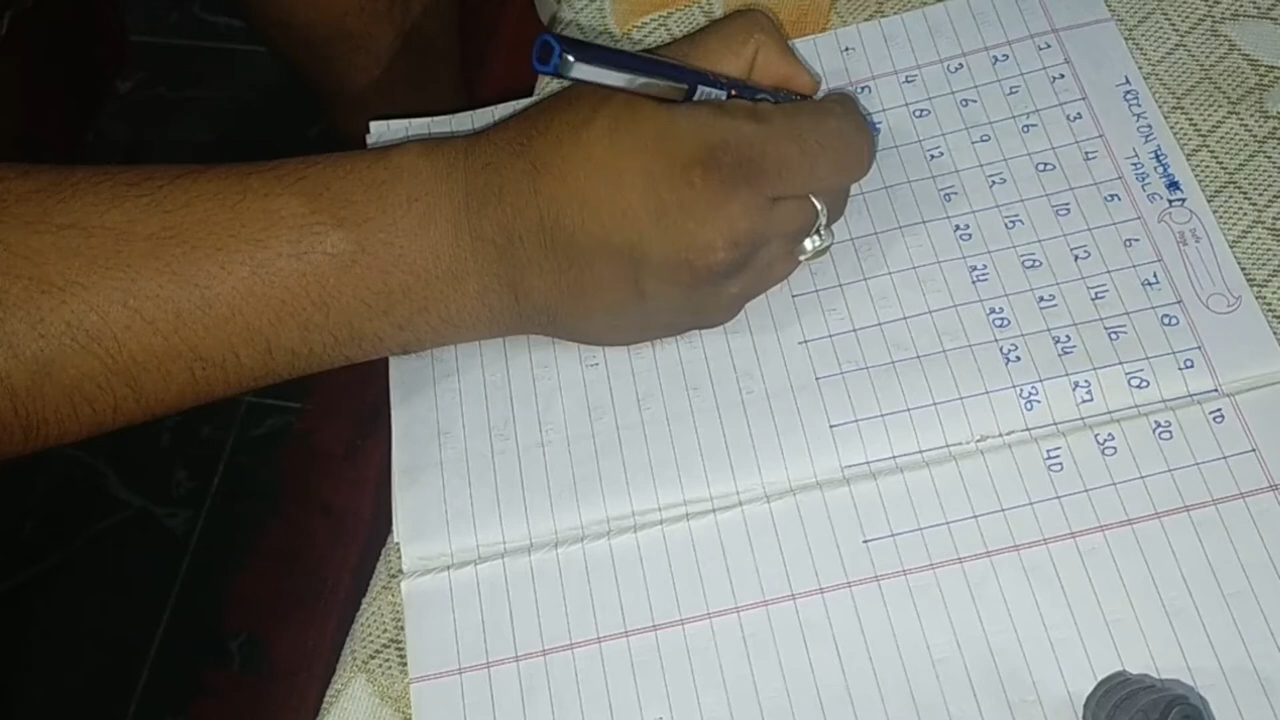 TRICK ON
TABLE
Date
Page
1 2 3 4 5 6 7 8 9 10
2 4 6 8 10 12 14 16 18 20
3 6 9 12 15 18 21 24 27 30
4 8 12 16 20 24 28 32 36 40
5